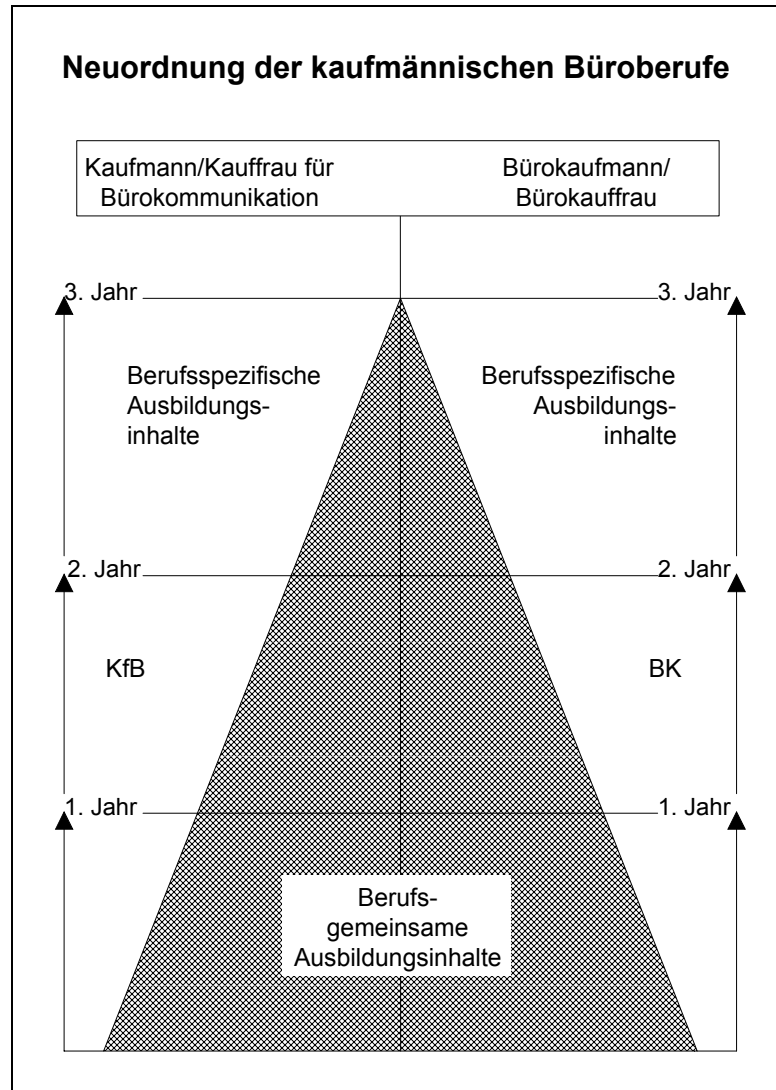 Neuordnung der kaufmännischen Büroberufe
Kaufmann/Kauffrau für
Bürokommunikation
Bürokaufmann/
Bürokauffrau
3. Jahr
3. Jahr
Berufsspezifische
Ausbildungs-
inhalte
Berufsspezifische
Ausbildungs-
inhalte
2. Jahr
2. Jahr
KfB
BK
1. Jahr
1. Jahr
Berufs-
gemeinsame
Ausbildungsinhalte